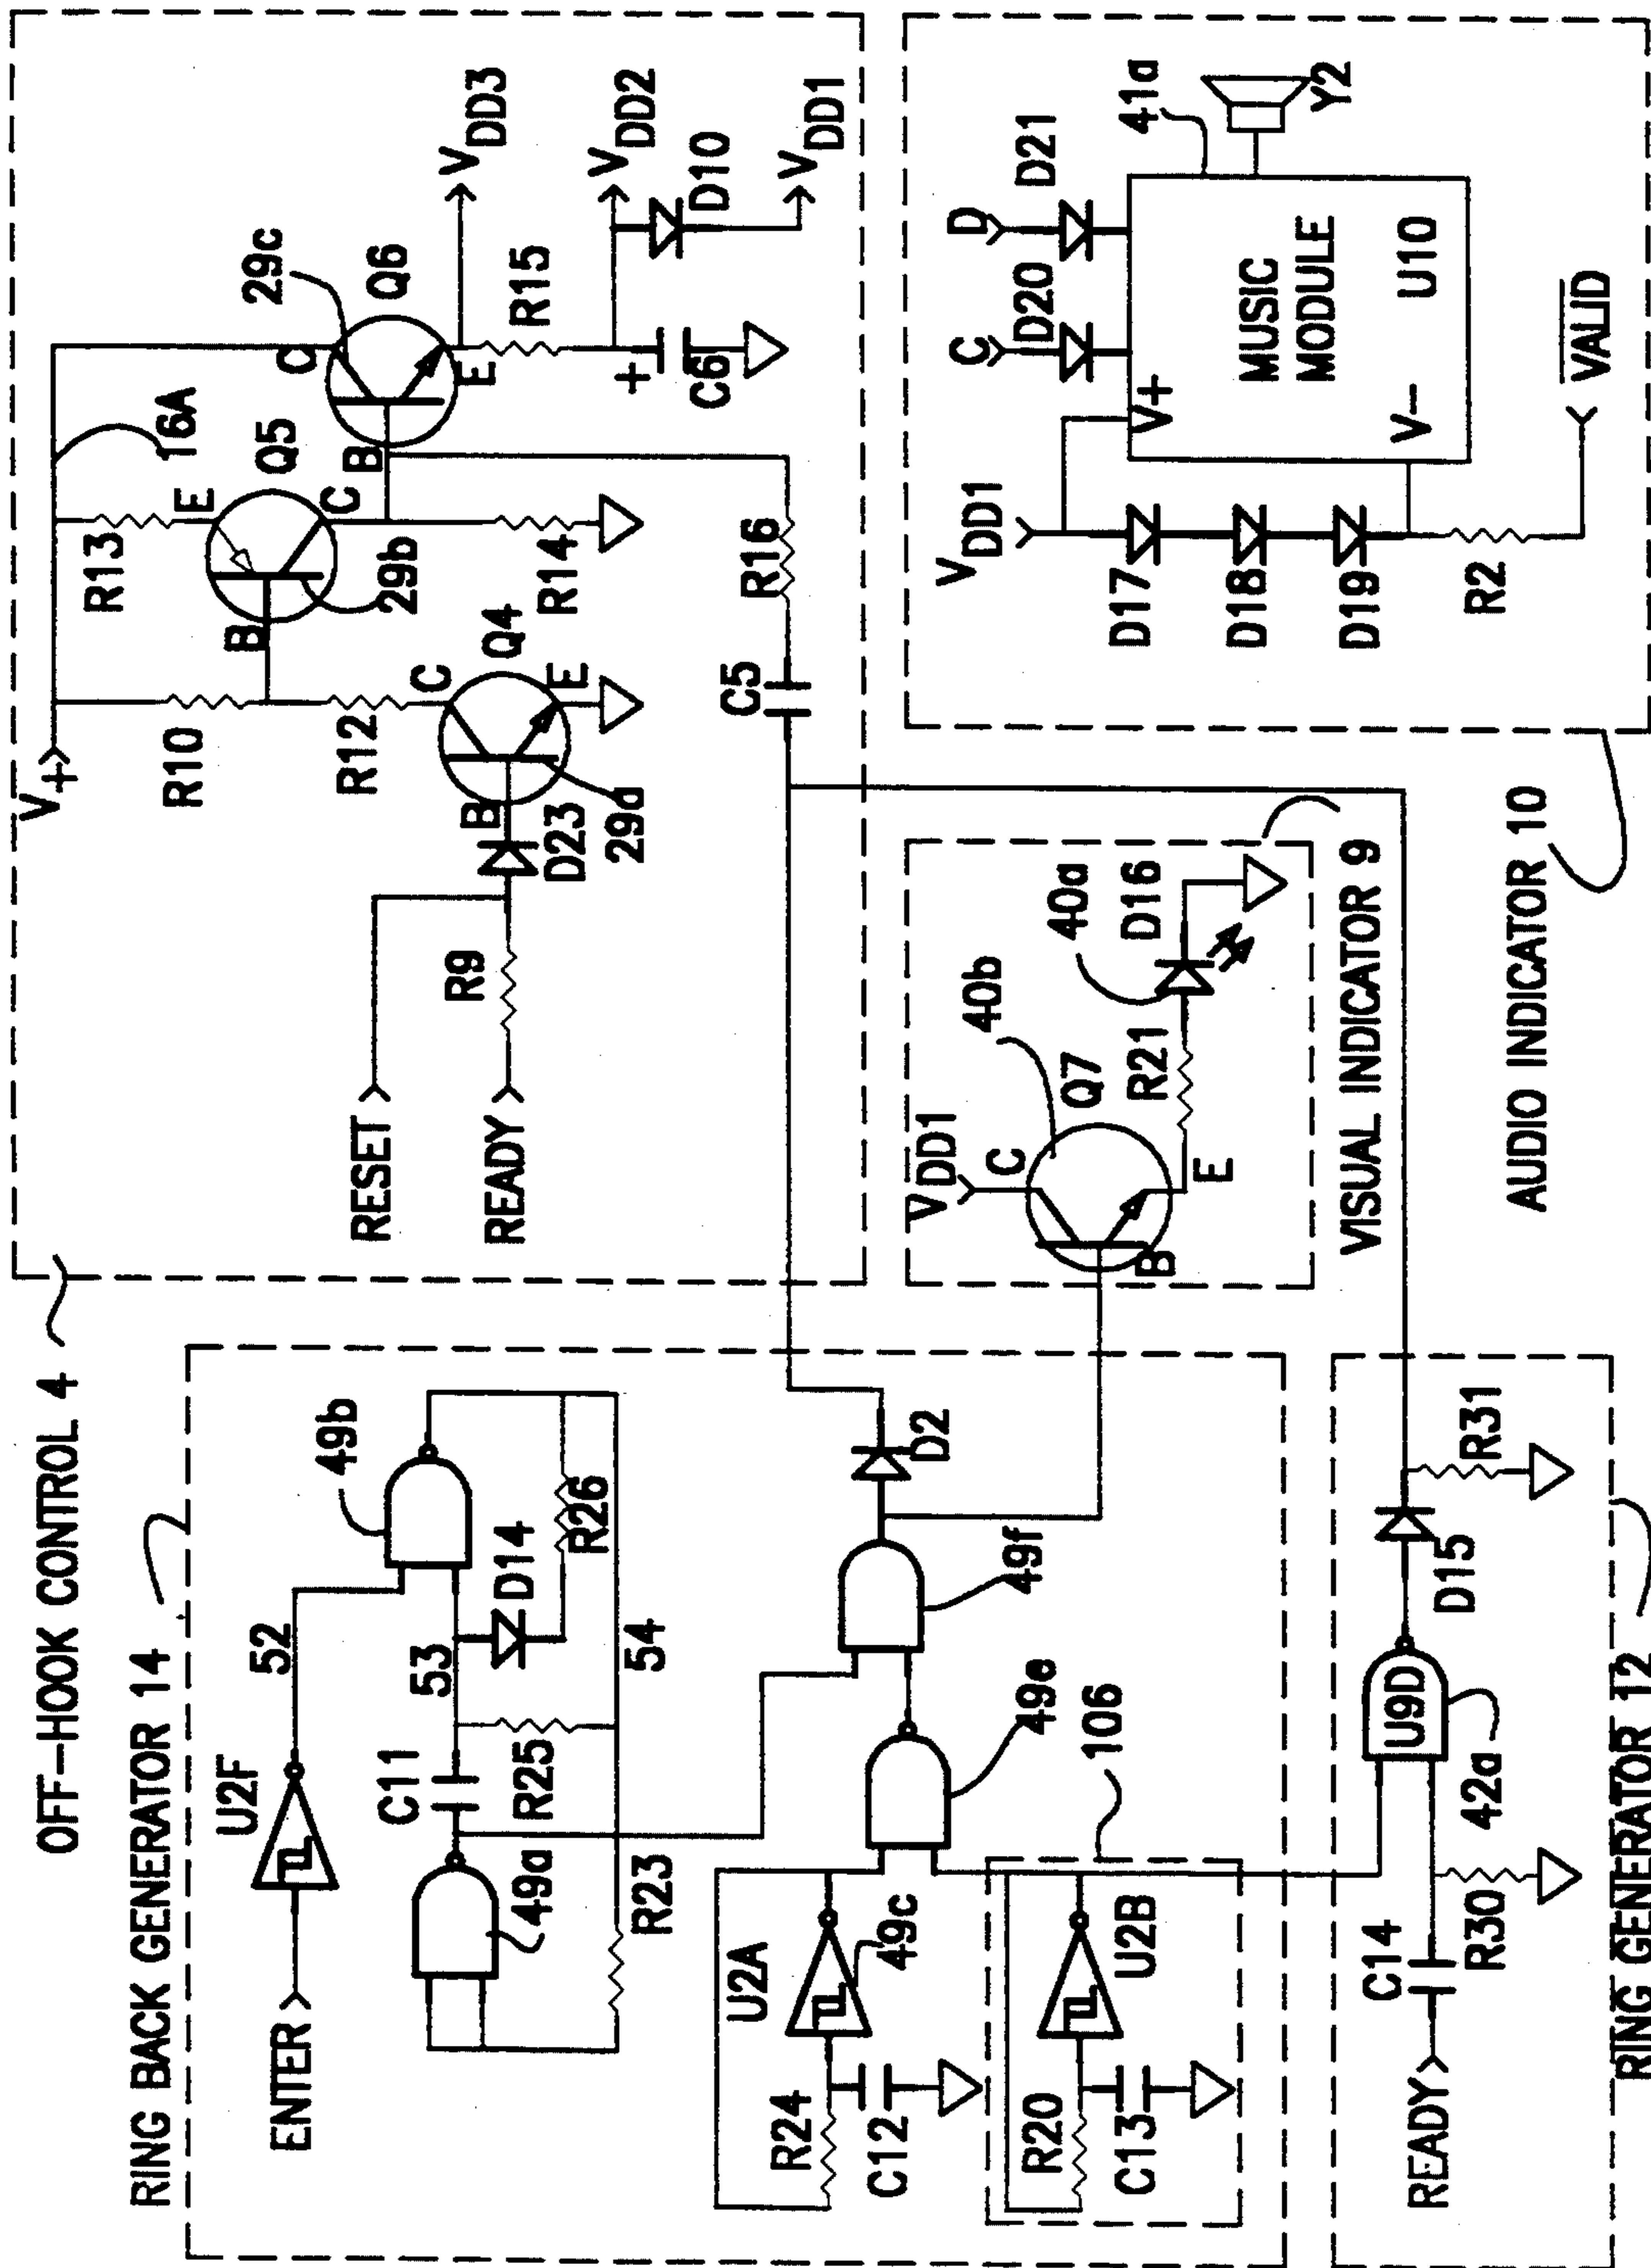 OFF-HOOK CONTROL 4
V+
16A
R13
E
Q5
C
B
29b
R10
R12
C
Q4
B
E
29d
D23
R14
C
29c
Q6
B
E
R15
VDD3
VDD2
D10
VDD1
+
C6
R16
C5
RESET
READY
R9
RING BACK GENERATOR 14
ENTER
U2F
52
49b
C11
53
D14
R26
R25
54
49a
R23
U2A
49c
R24
C12
49e
49f
D2
106
U2B
R20
C13
VISUAL INDICATOR 9
VDD1
C
40b
Q7
B
E
R21
40a
D16
RING GENERATOR 12
READY
C14
R30
U9D
42a
D15
R31
AUDIO INDICATOR 10
VDD1
D17
D18
D19
R2
VALID
C
D20
D
D21
41a
V+
V-
MUSIC
MODULE
U10
Y2